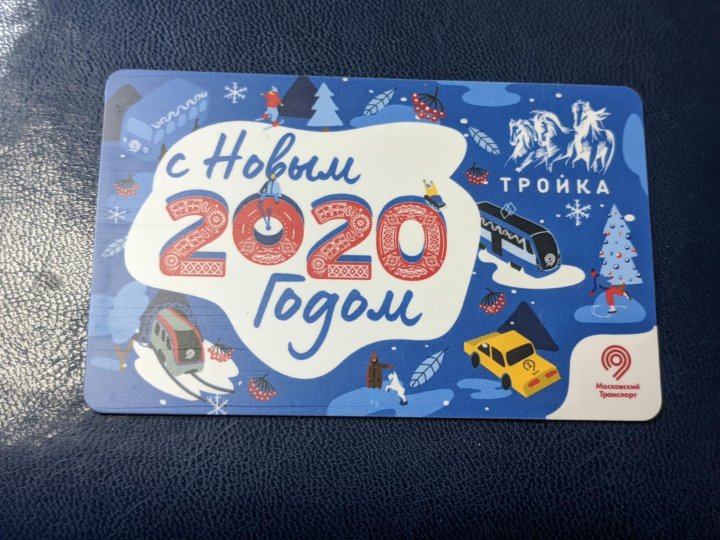 с Новым
2020
Годом
ТРОЙКА
Московский
Транспорт